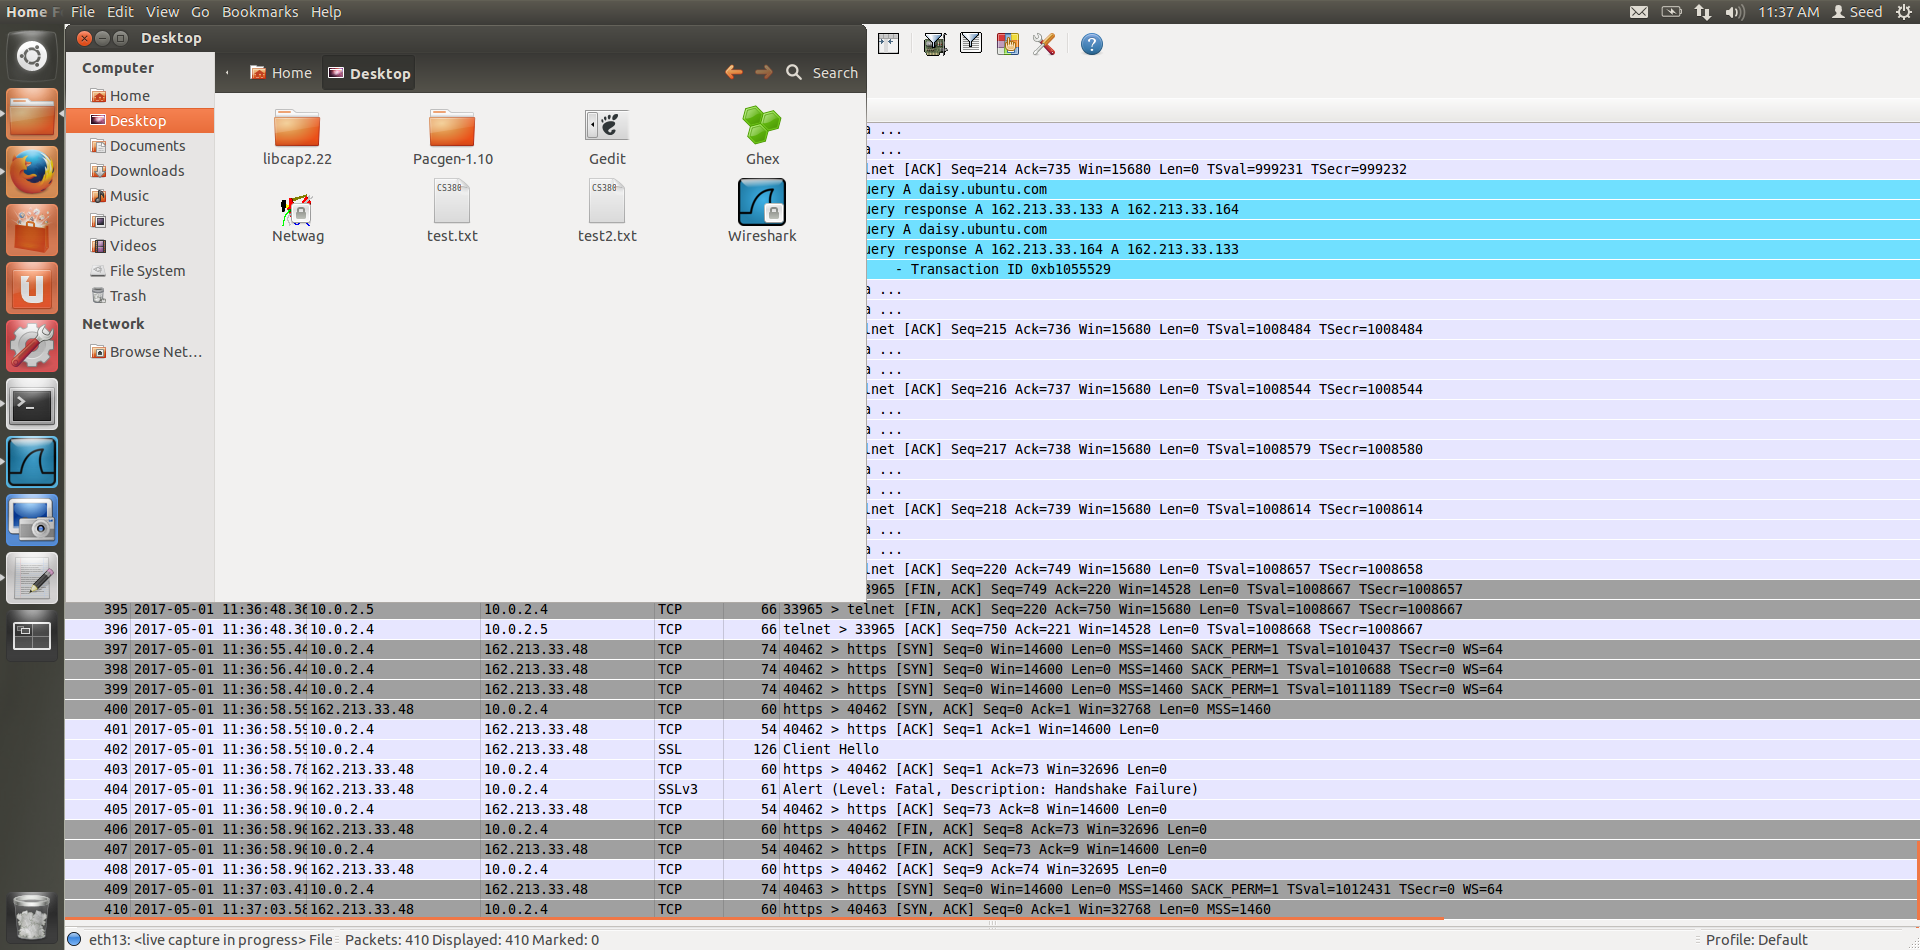 Home File Edit View Go Bookmarks Help 11:37 AM Seed
Desktop
Computer
Home
Desktop
Documents
Downloads
Music
Pictures
Videos
File System
Trash
Network
Browse Net...
Home Desktop Search
libcap2.22 Pacgen-1.10 Gedit Ghex
CS380 CS380
Netwag test.txt test2.txt Wireshark
a ...
a ...
lnet [ACK] Seq=214 Ack=735 Win=15680 Len=0 TSval=999231 TSecr=999232
uery A daisy.ubuntu.com
uery response A 162.213.33.133 A 162.213.33.164
uery A daisy.ubuntu.com
uery response A 162.213.33.164 A 162.213.33.133
- Transaction ID 0xb1055529
a ...
a ...
lnet [ACK] Seq=215 Ack=736 Win=15680 Len=0 TSval=1008484 TSecr=1008484
a ...
a ...
lnet [ACK] Seq=216 Ack=737 Win=15680 Len=0 TSval=1008544 TSecr=1008544
a ...
a ...
lnet [ACK] Seq=217 Ack=738 Win=15680 Len=0 TSval=1008579 TSecr=1008580
a ...
a ...
lnet [ACK] Seq=218 Ack=739 Win=15680 Len=0 TSval=1008614 TSecr=1008614
a ...
a ...
lnet [ACK] Seq=220 Ack=749 Win=15680 Len=0 TSval=1008657 TSecr=1008658
3965 [FIN, ACK] Seq=749 Ack=220 Win=14528 Len=0 TSval=1008667 TSecr=1008657
395 2017-05-01 11:36:48.36 10.0.2.5 10.0.2.4 TCP 66 33965 > telnet [FIN, ACK] Seq=220 Ack=750 Win=15680 Len=0 TSval=1008667 TSecr=1008667
396 2017-05-01 11:36:48.36 10.0.2.4 10.0.2.5 TCP 66 telnet > 33965 [ACK] Seq=750 Ack=221 Win=14528 Len=0 TSval=1008668 TSecr=1008667
397 2017-05-01 11:36:55.44 10.0.2.4 162.213.33.48 TCP 74 40462 > https [SYN] Seq=0 Win=14600 Len=0 MSS=1460 SACK_PERM=1 TSval=1010437 TSecr=0 WS=64
398 2017-05-01 11:36:56.44 10.0.2.4 162.213.33.48 TCP 74 40462 > https [SYN] Seq=0 Win=14600 Len=0 MSS=1460 SACK_PERM=1 TSval=1010688 TSecr=0 WS=64
399 2017-05-01 11:36:58.44 10.0.2.4 162.213.33.48 TCP 74 40462 > https [SYN] Seq=0 Win=14600 Len=0 MSS=1460 SACK_PERM=1 TSval=1011189 TSecr=0 WS=64
400 2017-05-01 11:36:58.59 162.213.33.48 10.0.2.4 TCP 60 https > 40462 [SYN, ACK] Seq=0 Ack=1 Win=32768 Len=0 MSS=1460
401 2017-05-01 11:36:58.59 10.0.2.4 162.213.33.48 TCP 54 40462 > https [ACK] Seq=1 Ack=1 Win=14600 Len=0
402 2017-05-01 11:36:58.59 10.0.2.4 162.213.33.48 SSL 126 Client Hello
403 2017-05-01 11:36:58.78 162.213.33.48 10.0.2.4 TCP 60 https > 40462 [ACK] Seq=1 Ack=73 Win=32696 Len=0
404 2017-05-01 11:36:58.90 162.213.33.48 10.0.2.4 SSLv3 61 Alert (Level: Fatal, Description: Handshake Failure)
405 2017-05-01 11:36:58.90 10.0.2.4 162.213.33.48 TCP 54 40462 > https [ACK] Seq=73 Ack=8 Win=14600 Len=0
406 2017-05-01 11:36:58.90 162.213.33.48 10.0.2.4 TCP 60 https > 40462 [FIN, ACK] Seq=8 Ack=73 Win=32696 Len=0
407 2017-05-01 11:36:58.90 10.0.2.4 162.213.33.48 TCP 54 40462 > https [FIN, ACK] Seq=73 Ack=9 Win=14600 Len=0
408 2017-05-01 11:36:58.90 162.213.33.48 10.0.2.4 TCP 60 https > 40462 [ACK] Seq=9 Ack=74 Win=32695 Len=0
409 2017-05-01 11:37:03.41 10.0.2.4 162.213.33.48 TCP 74 40463 > https [SYN] Seq=0 Win=14600 Len=0 MSS=1460 SACK_PERM=1 TSval=1012431 TSecr=0 WS=64
410 2017-05-01 11:37:03.58 162.213.33.48 10.0.2.4 TCP 60 https > 40463 [SYN, ACK] Seq=0 Ack=1 Win=32768 Len=0 MSS=1460
eth13: <live capture in progress> File Packets: 410 Displayed: 410 Marked: 0 Profile: Default